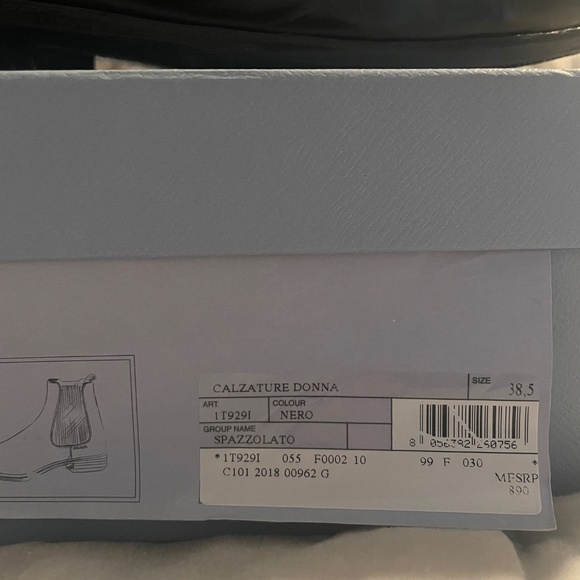 CALZATURE DONNA SIZE 38,5
ART. COLOUR
1T929I NERO
GROUP NAME
SPAZZOLATO
*1T929I 055 F0002 10 99 F 030 *
C101 2018 00962 G
MFSRP
890